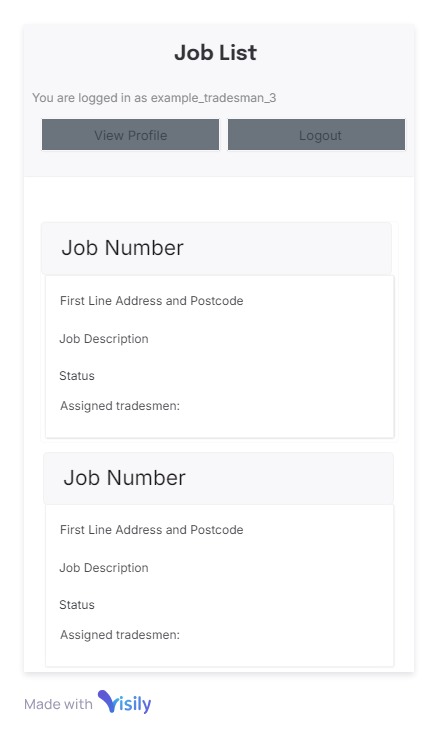 Job List
You are logged in as example_tradesman_3
View Profile
Logout
Job Number
First Line Address and Postcode
Job Description
Status
Assigned tradesmen:
Job Number
First Line Address and Postcode
Job Description
Status
Assigned tradesmen:
Made with Visily